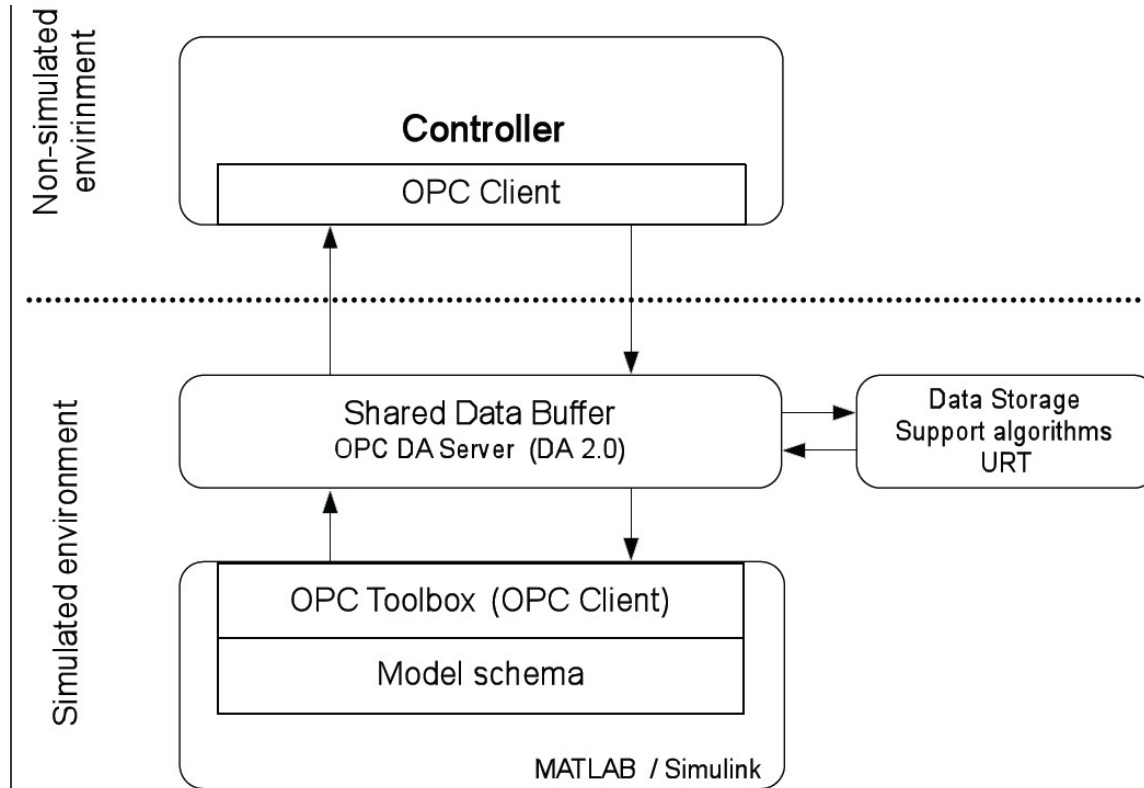 Non-simulated
envirinment
Controller
OPC Client
Simulated environment
Shared Data Buffer
OPC DA Server (DA 2.0)
Data Storage
Support algorithms
URT
OPC Toolbox (OPC Client)
Model schema
MATLAB / Simulink